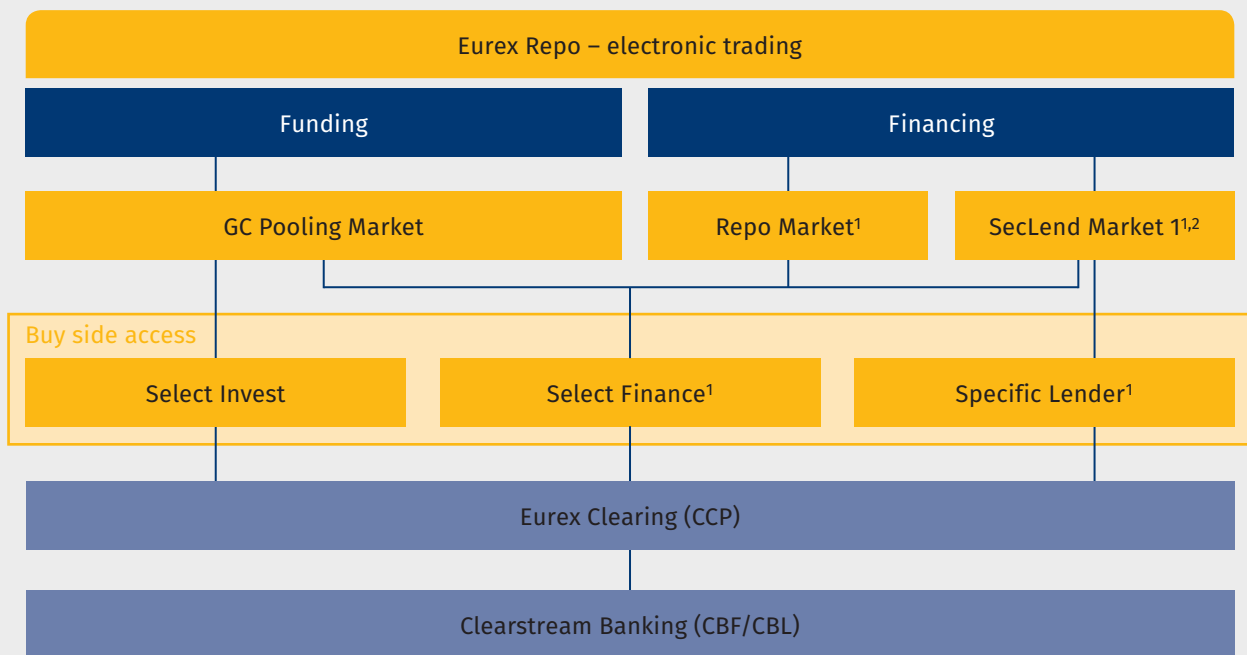 Eurex Repo – electronic trading
Funding
Financing
GC Pooling Market
Repo Market¹
SecLend Market 1¹,²
Buy side access
Select Invest
Select Finance¹
Specific Lender¹
Eurex Clearing (CCP)
Clearstream Banking (CBF/CBL)